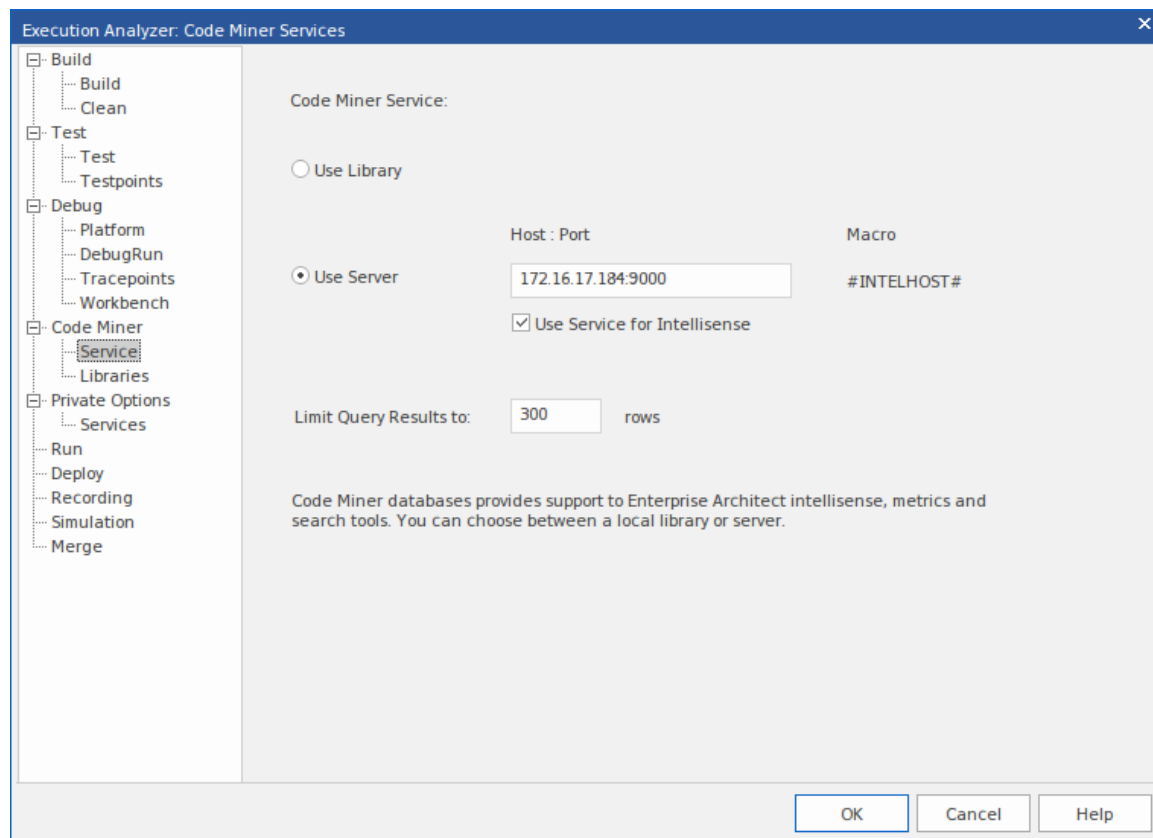 Execution Analyzer: Code Miner Services
Build
Build
Clean
Test
Test
Testpoints
Debug
Platform
DebugRun
Tracepoints
Workbench
Code Miner
Service
Libraries
Private Options
Services
Run
Deploy
Recording
Simulation
Merge
Code Miner Service:
Use Library
Host : Port Macro
Use Server 172.16.17.184:9000 #INTELHOST#
Use Service for Intellisense
Limit Query Results to: 300 rows
Code Miner databases provides support to Enterprise Architect intellisense, metrics and
search tools. You can choose between a local library or server.
OK Cancel Help